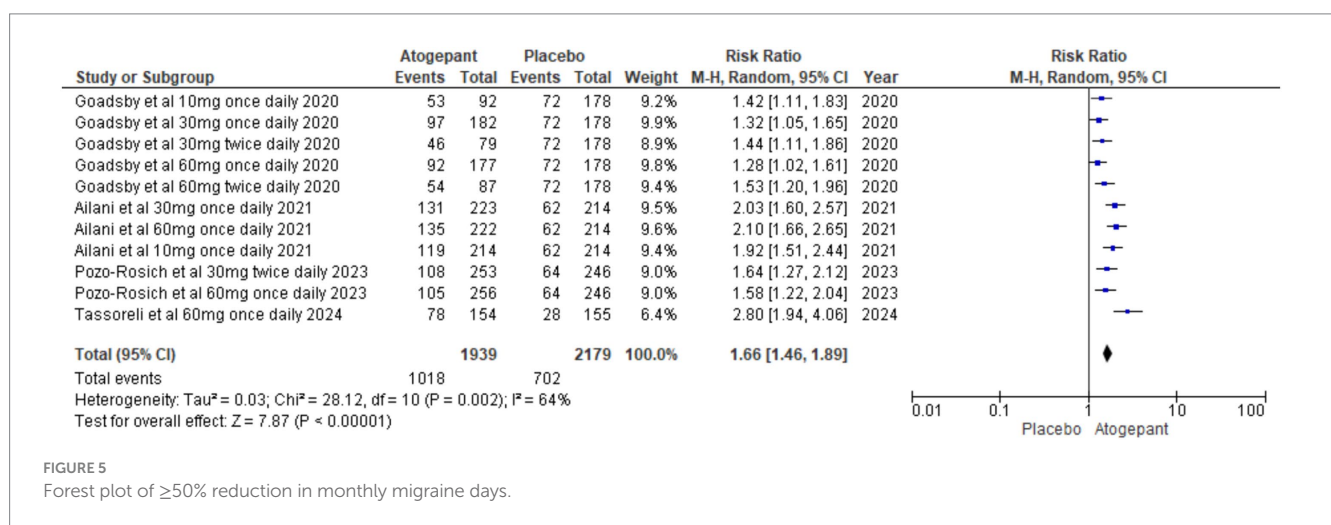 Atogepant Placebo Risk Ratio Risk Ratio
Study or Subgroup Events Total Events Total Weight M-H, Random, 95% CI Year M-H, Random, 95% CI
Goadsby et al 10mg once daily 2020 53 92 72 178 9.2% 1.42 [1.11, 1.83] 2020
Goadsby et al 30mg once daily 2020 97 182 72 178 9.9% 1.32 [1.05, 1.65] 2020
Goadsby et al 30mg twice daily 2020 46 79 72 178 8.9% 1.44 [1.11, 1.86] 2020
Goadsby et al 60mg once daily 2020 92 177 72 178 9.8% 1.28 [1.02, 1.61] 2020
Goadsby et al 60mg twice daily 2020 54 87 72 178 9.4% 1.53 [1.20, 1.96] 2020
Ailani et al 30mg once daily 2021 131 223 62 214 9.5% 2.03 [1.60, 2.57] 2021
Ailani et al 60mg once daily 2021 135 222 62 214 9.6% 2.10 [1.66, 2.65] 2021
Ailani et al 10mg once daily 2021 119 214 62 214 9.4% 1.92 [1.51, 2.44] 2021
Pozo-Rosich et al 30mg twice daily 2023 108 253 64 246 9.0% 1.64 [1.27, 2.12] 2023
Pozo-Rosich et al 60mg once daily 2023 105 256 64 246 9.0% 1.58 [1.22, 2.04] 2023
Tassoreli et al 60mg once daily 2024 78 154 28 155 6.4% 2.80 [1.94, 4.06] 2024
Total (95% CI) 1939 2179 100.0% 1.66 [1.46, 1.89]
Total events 1018 702
Heterogeneity: Tau² = 0.03; Chi² = 28.12, df = 10 (P = 0.002); I² = 64%
Test for overall effect: Z = 7.87 (P < 0.00001)
0.01 0.1 1 10 100
Placebo Atogepant
FIGURE 5
Forest plot of ≥50% reduction in monthly migraine days.